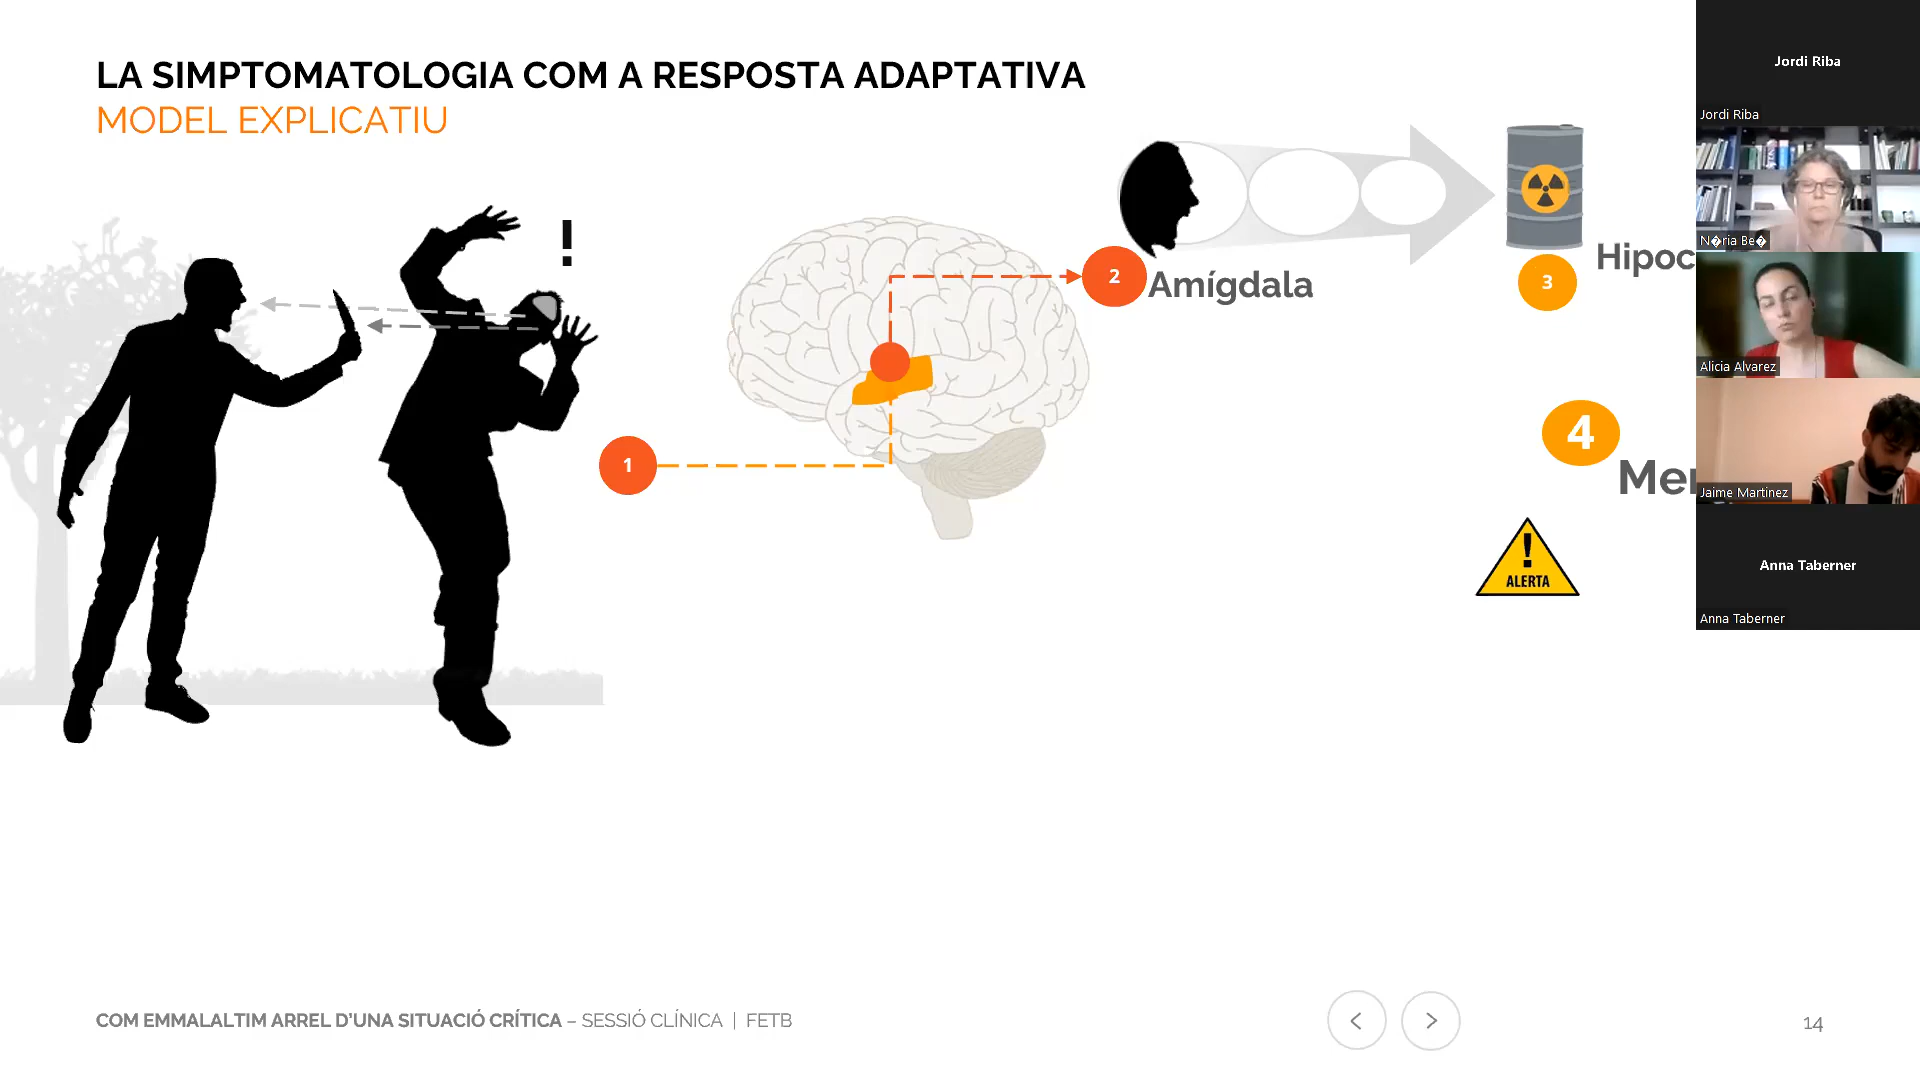 LA SIMPTOMATOLOGIA COM A RESPOSTA ADAPTATIVA
MODEL EXPLICATIU
!
1
2
Amígdala
3
Hipoc
4
Mer
!
ALERTA
Jordi Riba
Jordi Riba
N�ria Be�
Alicia Alvarez
Jaime Martinez
Anna Taberner
Anna Taberner
COM EMMALALTIM ARREL D'UNA SITUACIÓ CRÍTICA – SESSIÓ CLÍNICA | FETB
14